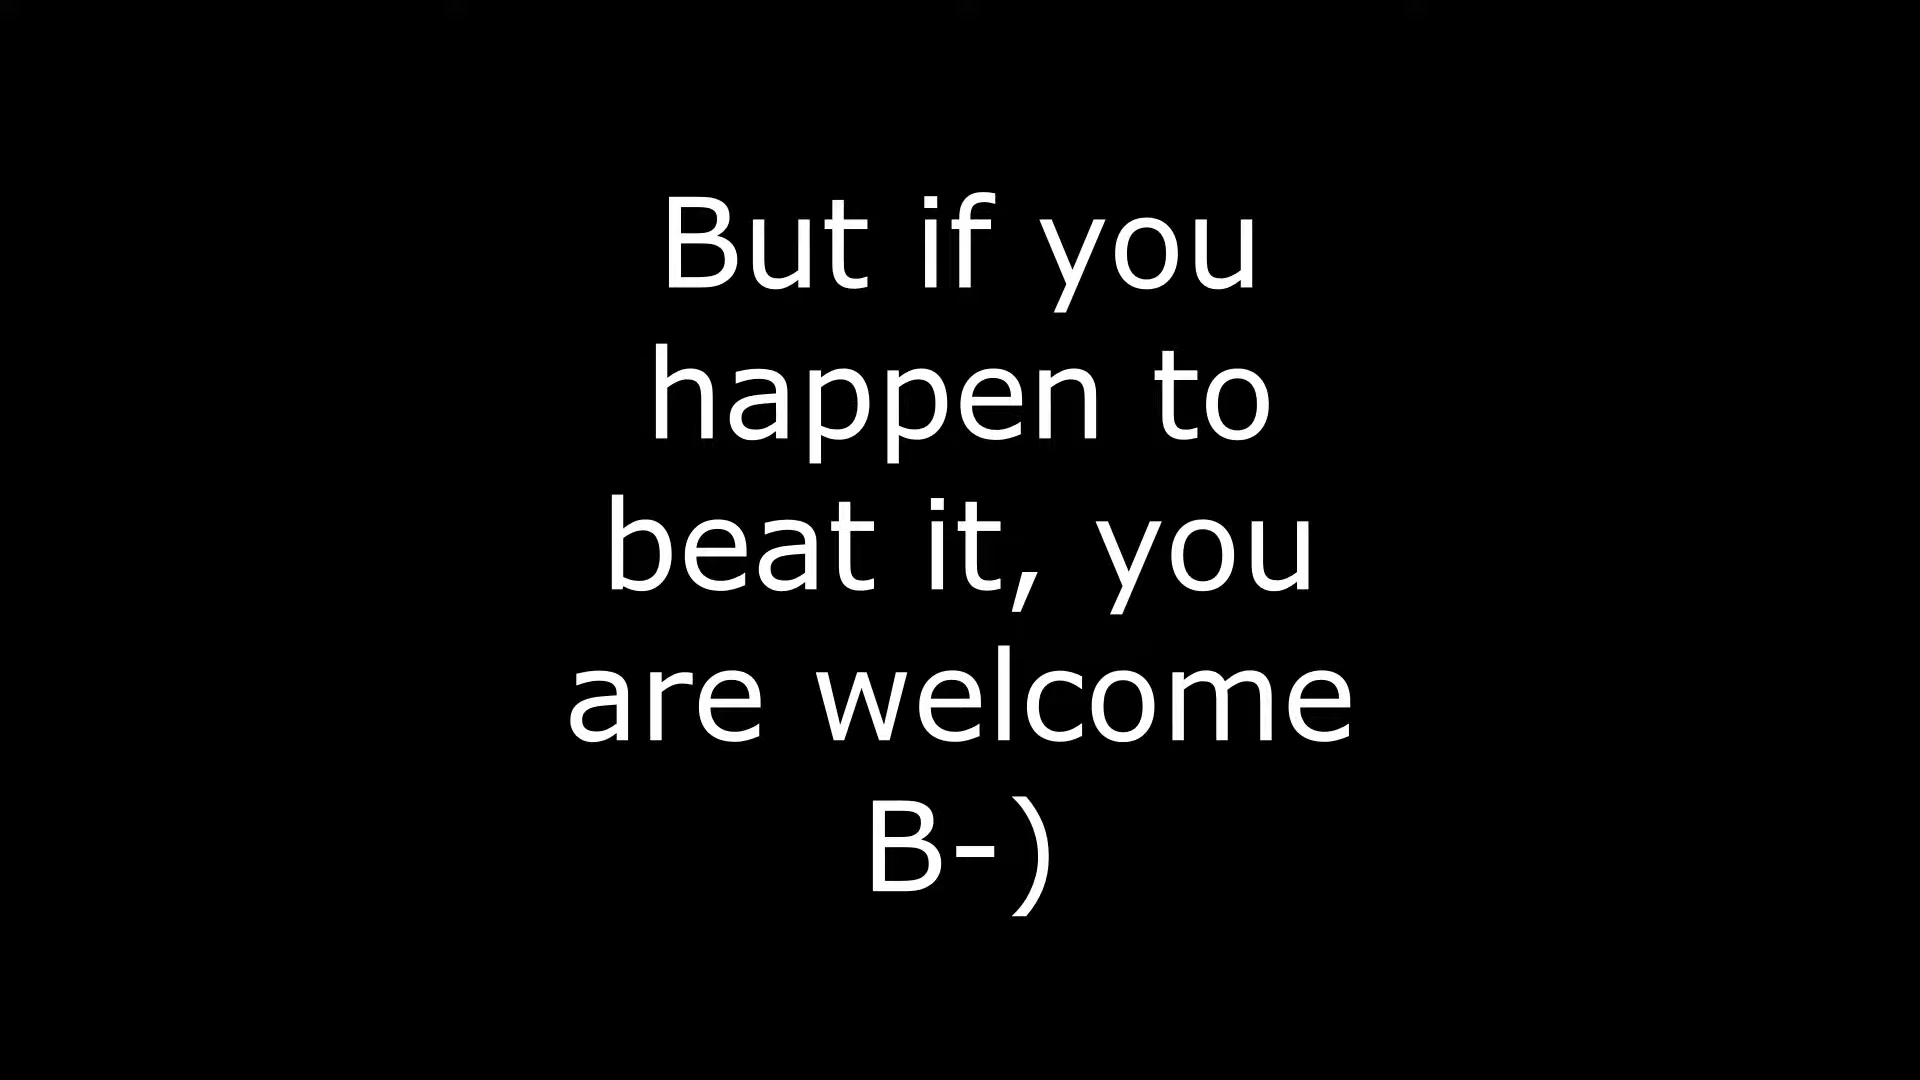 But if you
happen to
beat it, you
are welcome
B-)